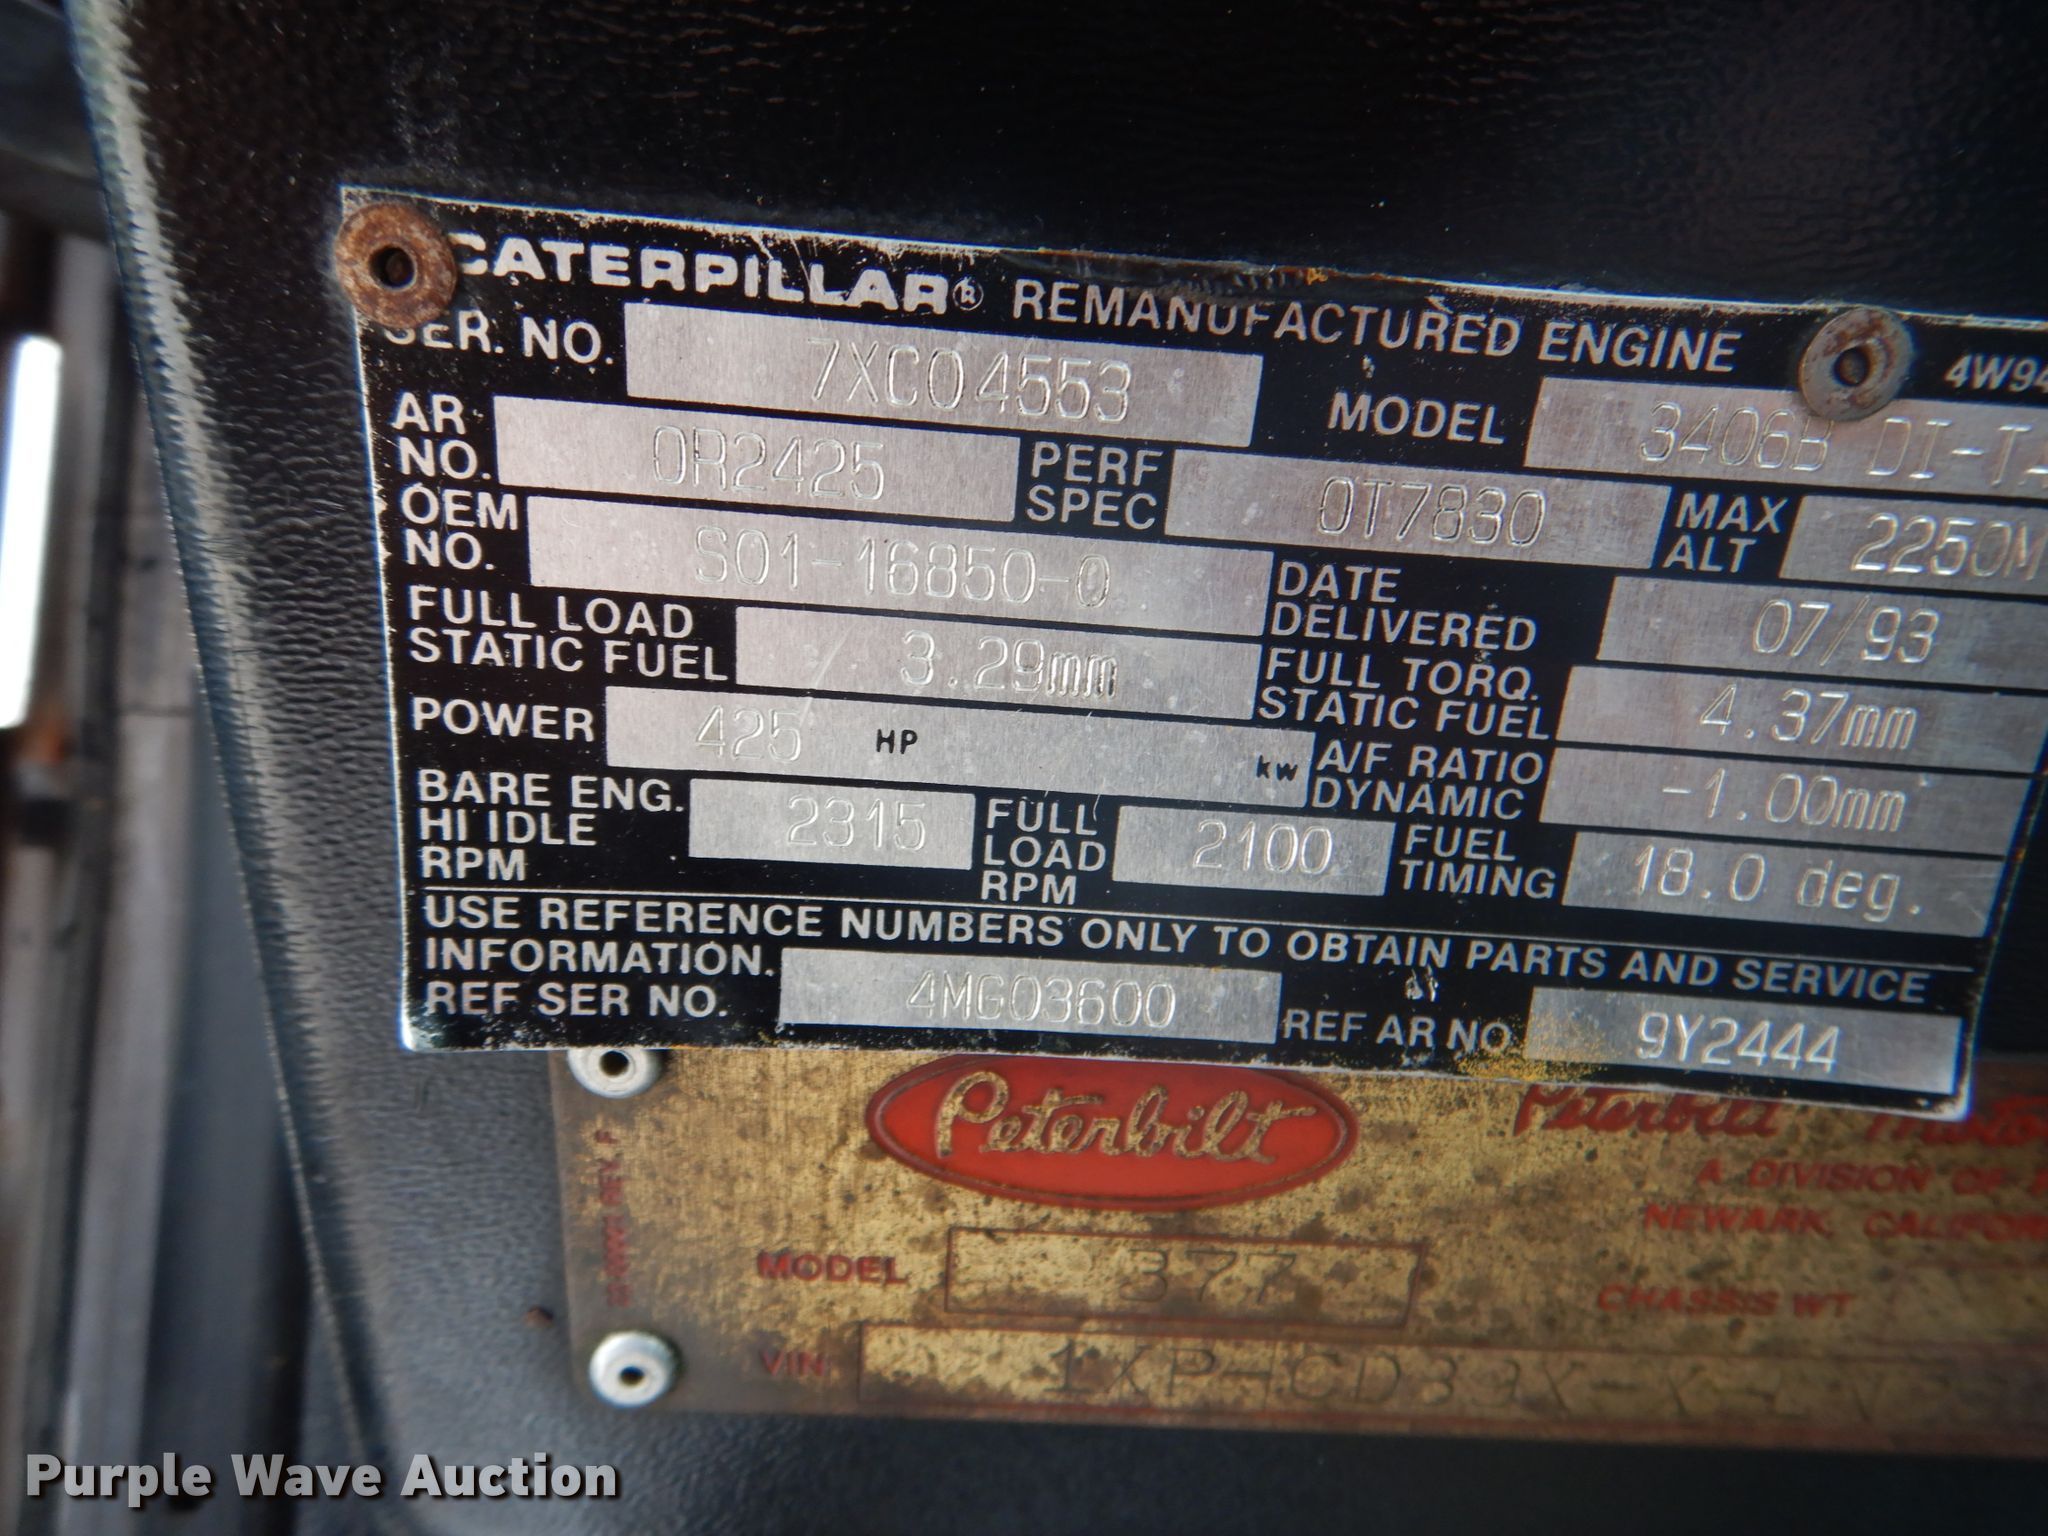 CATERPILLAR® REMANUFACTURED ENGINE 4W94
SER. NO. 7XC04553 MODEL 3406B DI-TA
AR NO. 0R2425 PERF SPEC 0T7830 MAX ALT 2250M
OEM NO. S01-16850-0 DATE DELIVERED 07/93
FULL LOAD STATIC FUEL 3.29mm FULL TORQ. STATIC FUEL 4.37mm
POWER 425 HP kw A/F RATIO DYNAMIC -1.00mm
BARE ENG. HI IDLE RPM 2315 FULL LOAD RPM 2100 FUEL TIMING 18.0 deg.
USE REFERENCE NUMBERS ONLY TO OBTAIN PARTS AND SERVICE
INFORMATION.
REF SER NO. 4MG03600 REF AR NO 9Y2444
Peterbilt Peterbilt
A DIVISION OF
NEWARK, CALIFOR
REV. F
MODEL 377
CHASSIS WT
VIN
Purple Wave Auction